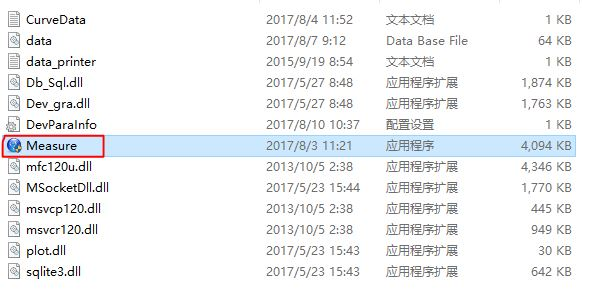 CurveData 2017/8/4 11:52 文本文档 1 KB
data 2017/8/7 9:12 Data Base File 64 KB
data_printer 2015/9/19 8:54 文本文档 1 KB
Db_Sql.dll 2017/5/27 8:48 应用程序扩展 1,874 KB
Dev_gra.dll 2017/5/27 8:48 应用程序扩展 1,763 KB
DevParaInfo 2017/8/10 10:37 配置设置 1 KB
Measure 2017/8/3 11:21 应用程序 4,094 KB
mfc120u.dll 2013/10/5 2:38 应用程序扩展 4,346 KB
MSocketDll.dll 2017/5/23 15:44 应用程序扩展 1,770 KB
msvcp120.dll 2013/10/5 2:38 应用程序扩展 445 KB
msvcr120.dll 2013/10/5 2:38 应用程序扩展 949 KB
plot.dll 2017/5/23 15:43 应用程序扩展 30 KB
sqlite3.dll 2017/5/23 15:43 应用程序扩展 642 KB